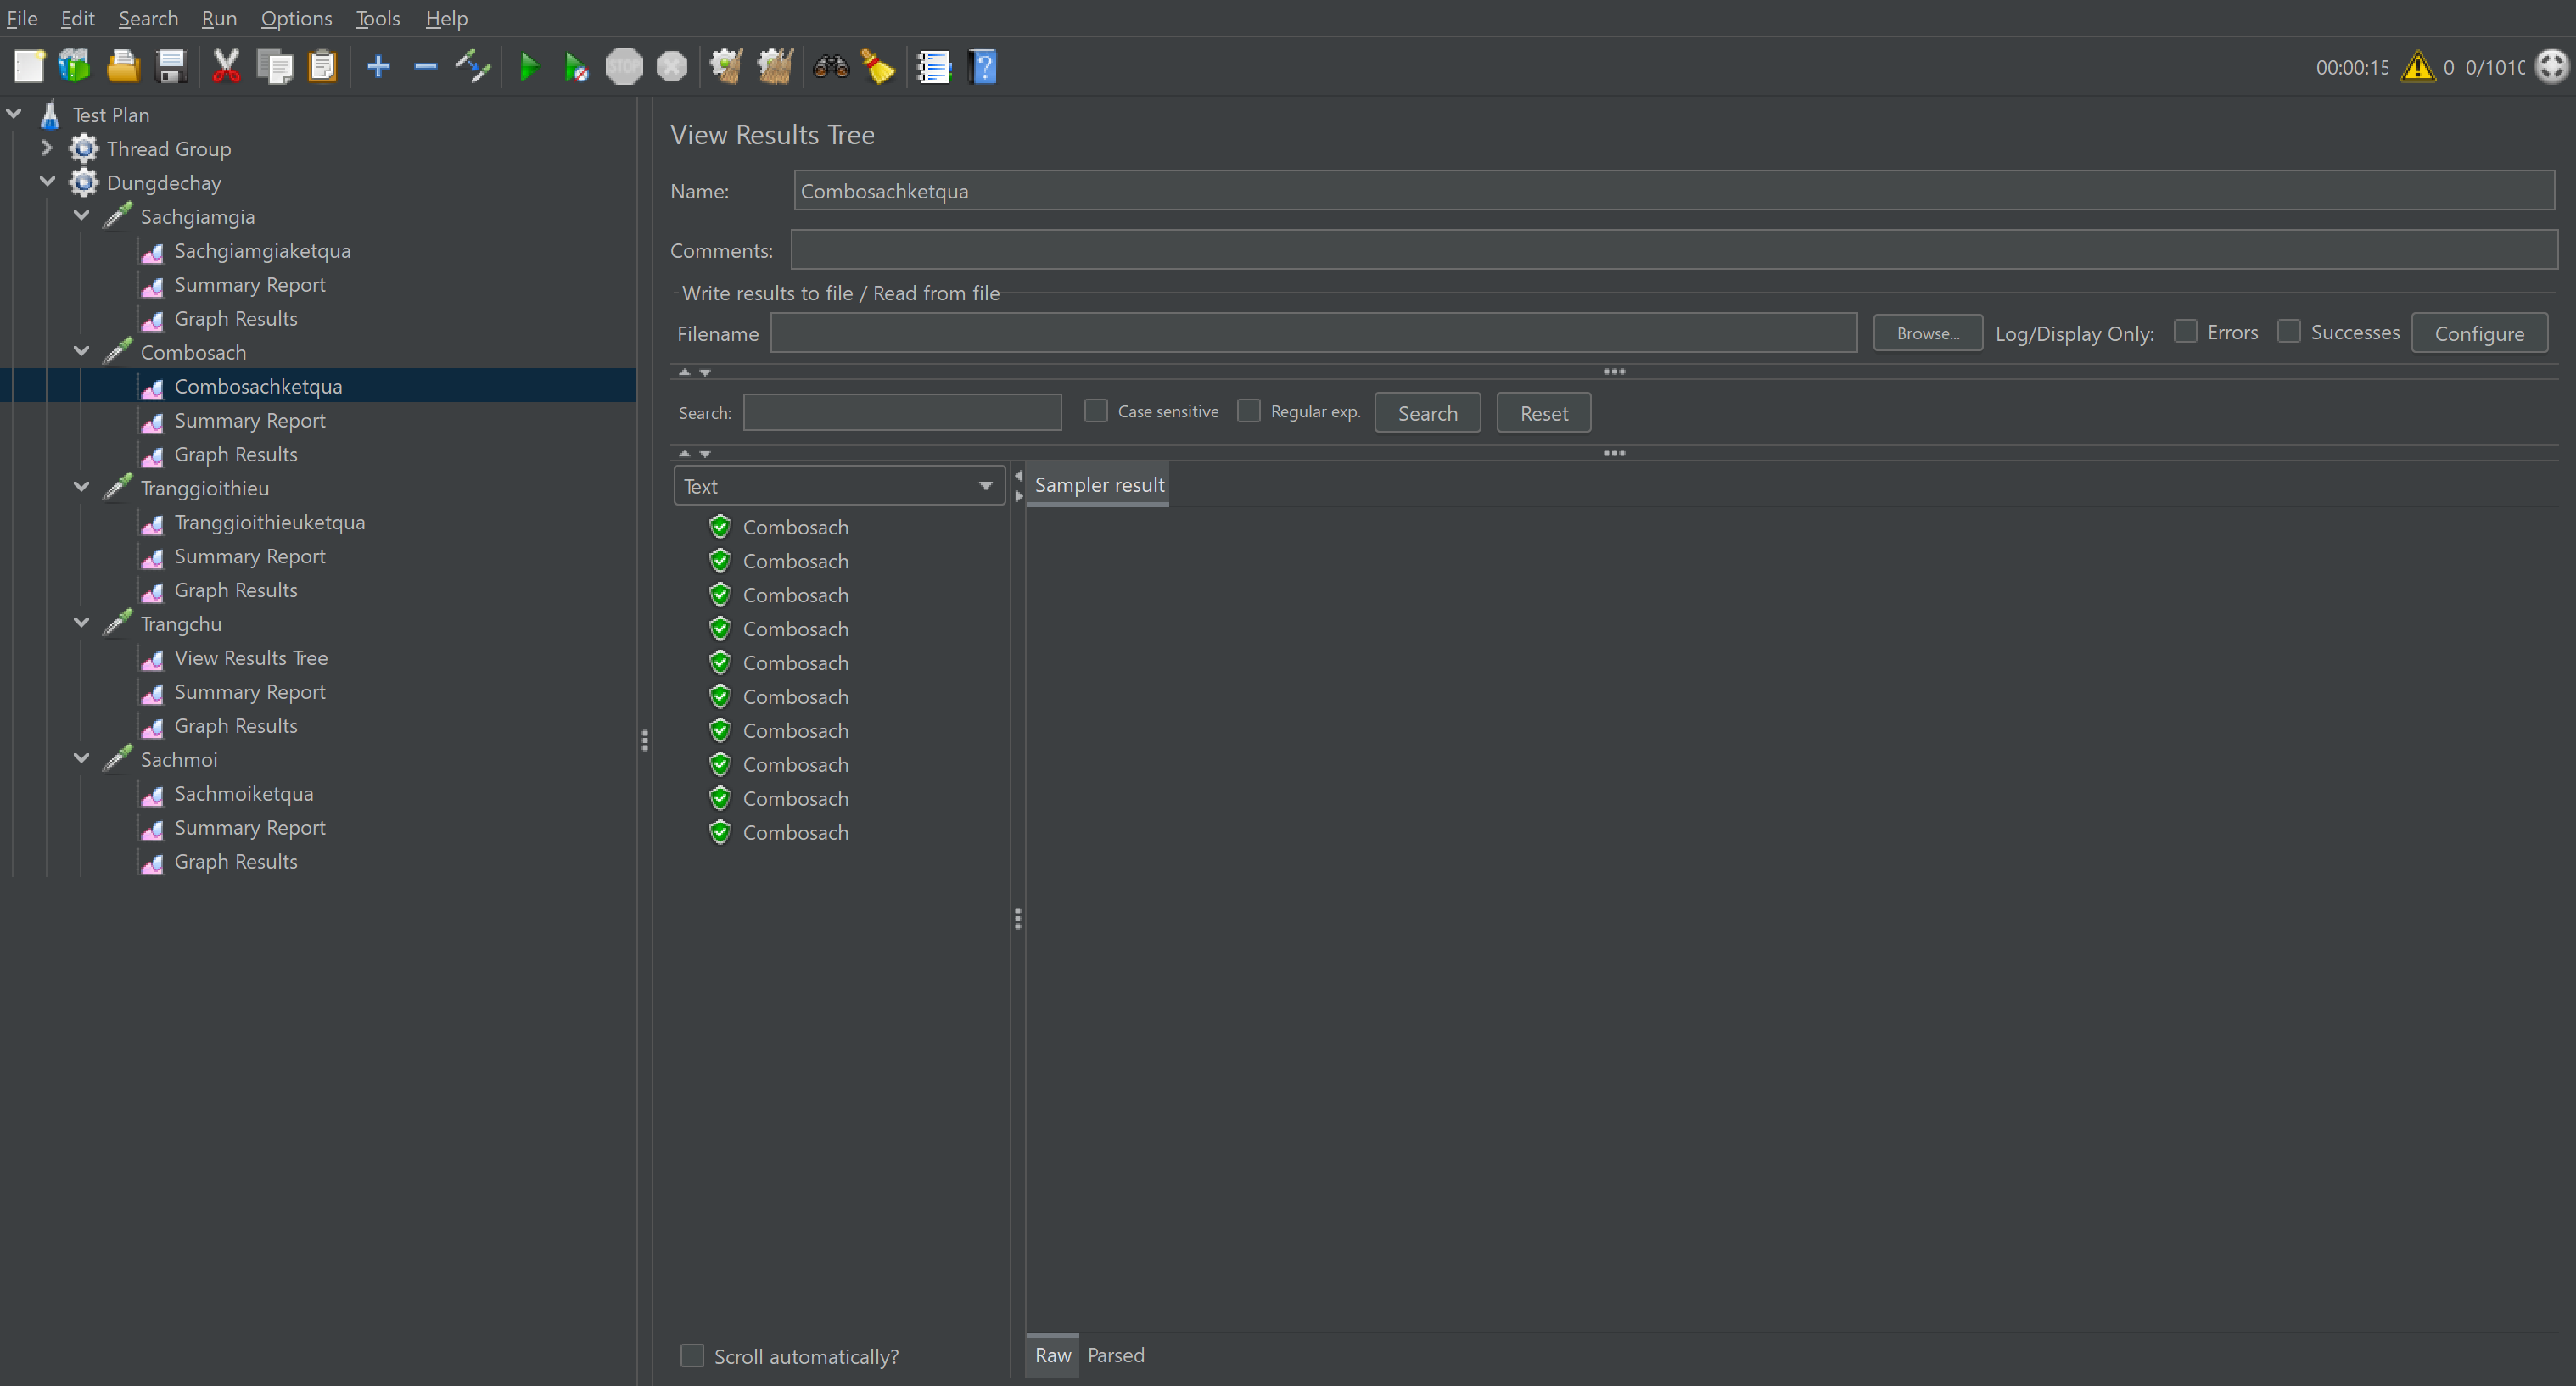 File Edit Search Run Options Tools Help
STOP
?
00:00:15 0 0/1010
Test Plan
Thread Group
Dungdechay
Sachgiamgia
Sachgiamgiaketqua
Summary Report
Graph Results
Combosach
Combosachketqua
Summary Report
Graph Results
Tranggioithieu
Tranggioithieuketqua
Summary Report
Graph Results
Trangchu
View Results Tree
Summary Report
Graph Results
Sachmoi
Sachmoiketqua
Summary Report
Graph Results
View Results Tree
Name: Combosachketqua
Comments:
Write results to file / Read from file
Filename Browse... Log/Display Only: Errors Successes Configure
Search: Case sensitive Regular exp. Search Reset
Text
Combosach
Combosach
Combosach
Combosach
Combosach
Combosach
Combosach
Combosach
Combosach
Combosach
Scroll automatically?
Sampler result
Raw Parsed